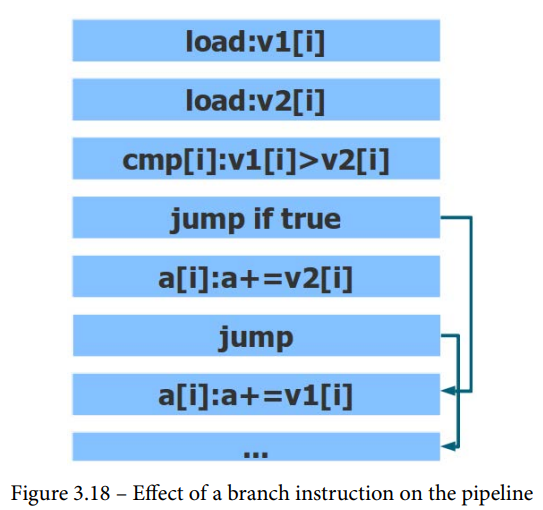 load:v1[i]
load:v2[i]
cmp[i]:v1[i]>v2[i]
jump if true
a[i]:a+=v2[i]
jump
a[i]:a+=v1[i]
...
Figure 3.18 – Effect of a branch instruction on the pipeline